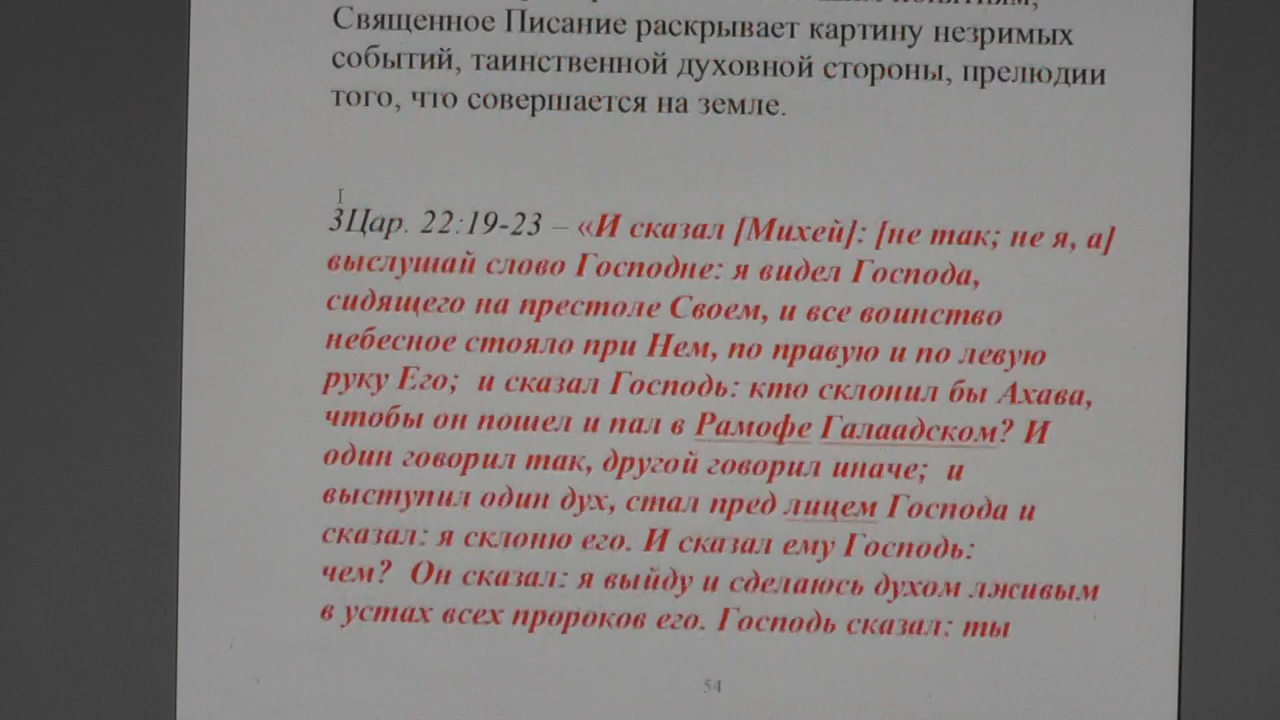 Священное Писание раскрывает картину незримых
событий, таинственной духовной стороны, прелюдии
того, что совершается на земле.
3Цар. 22:19-23 – «И сказал [Михей]: [не так; не я, а]
выслушай слово Господне: я видел Господа,
сидящего на престоле Своем, и все воинство
небесное стояло при Нем, по правую и по левую
руку Его; и сказал Господь: кто склонил бы Ахава,
чтобы он пошел и пал в Рамофе Галаадском? И
один говорил так, другой говорил иначе; и
выступил один дух, стал пред лицем Господа и
сказал: я склоню его. И сказал ему Господь:
чем? Он сказал: я выйду и сделаюсь духом лживым
в устах всех пророков его. Господь сказал: ты
54